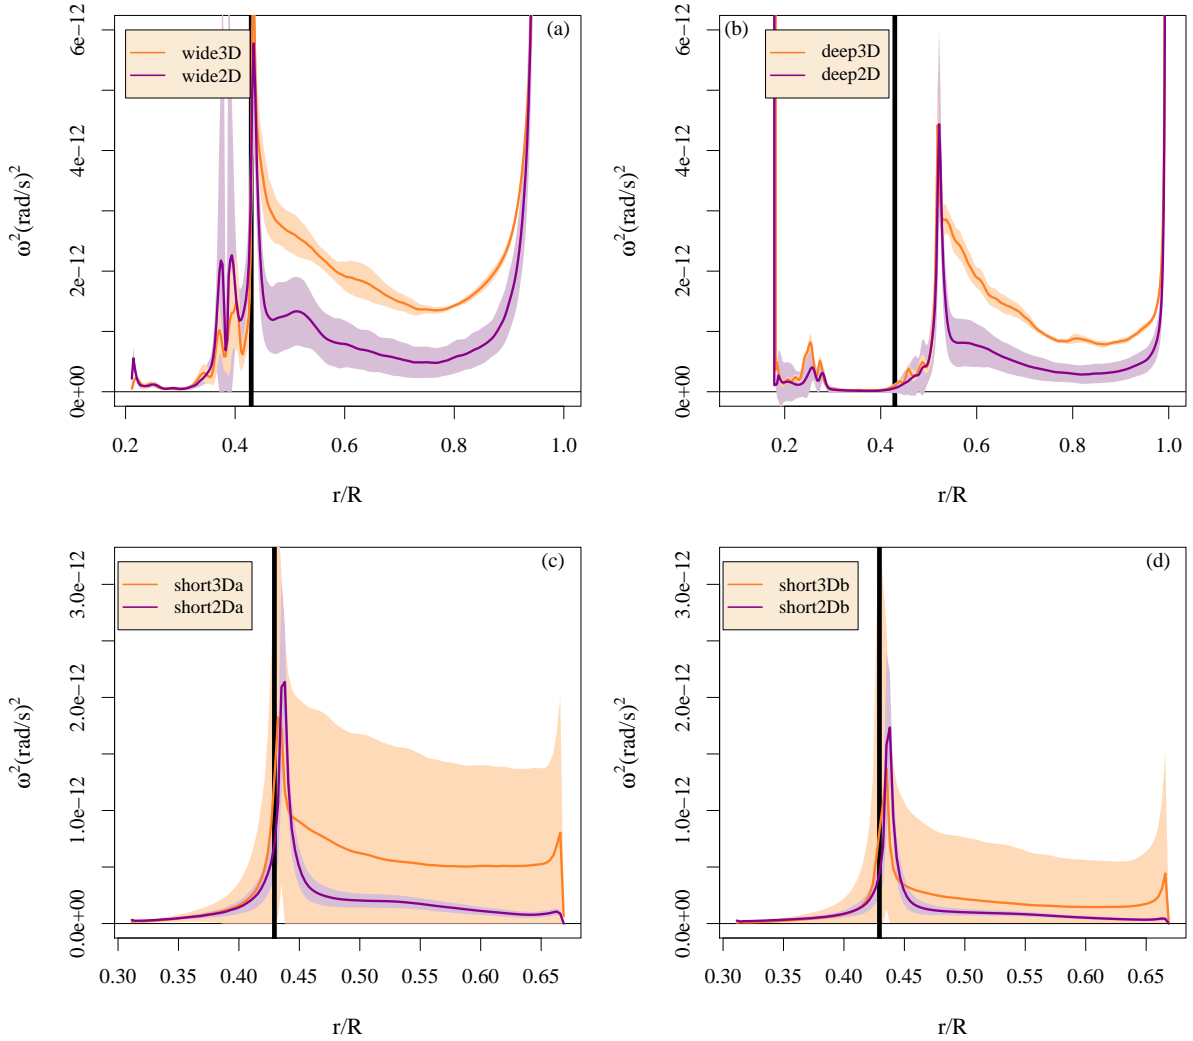 (a)
wide3D
wide2D
ω²(rad/s)²
0e+00 2e−12 4e−12 6e−12
0.2 0.4 0.6 0.8 1.0
r/R
(b)
deep3D
deep2D
ω²(rad/s)²
0e+00 2e−12 4e−12 6e−12
0.2 0.4 0.6 0.8 1.0
r/R
(c)
short3Da
short2Da
ω²(rad/s)²
0.0e+00 1.0e−12 2.0e−12 3.0e−12
0.30 0.35 0.40 0.45 0.50 0.55 0.60 0.65
r/R
(d)
short3Db
short2Db
ω²(rad/s)²
0.0e+00 1.0e−12 2.0e−12 3.0e−12
0.30 0.35 0.40 0.45 0.50 0.55 0.60 0.65
r/R